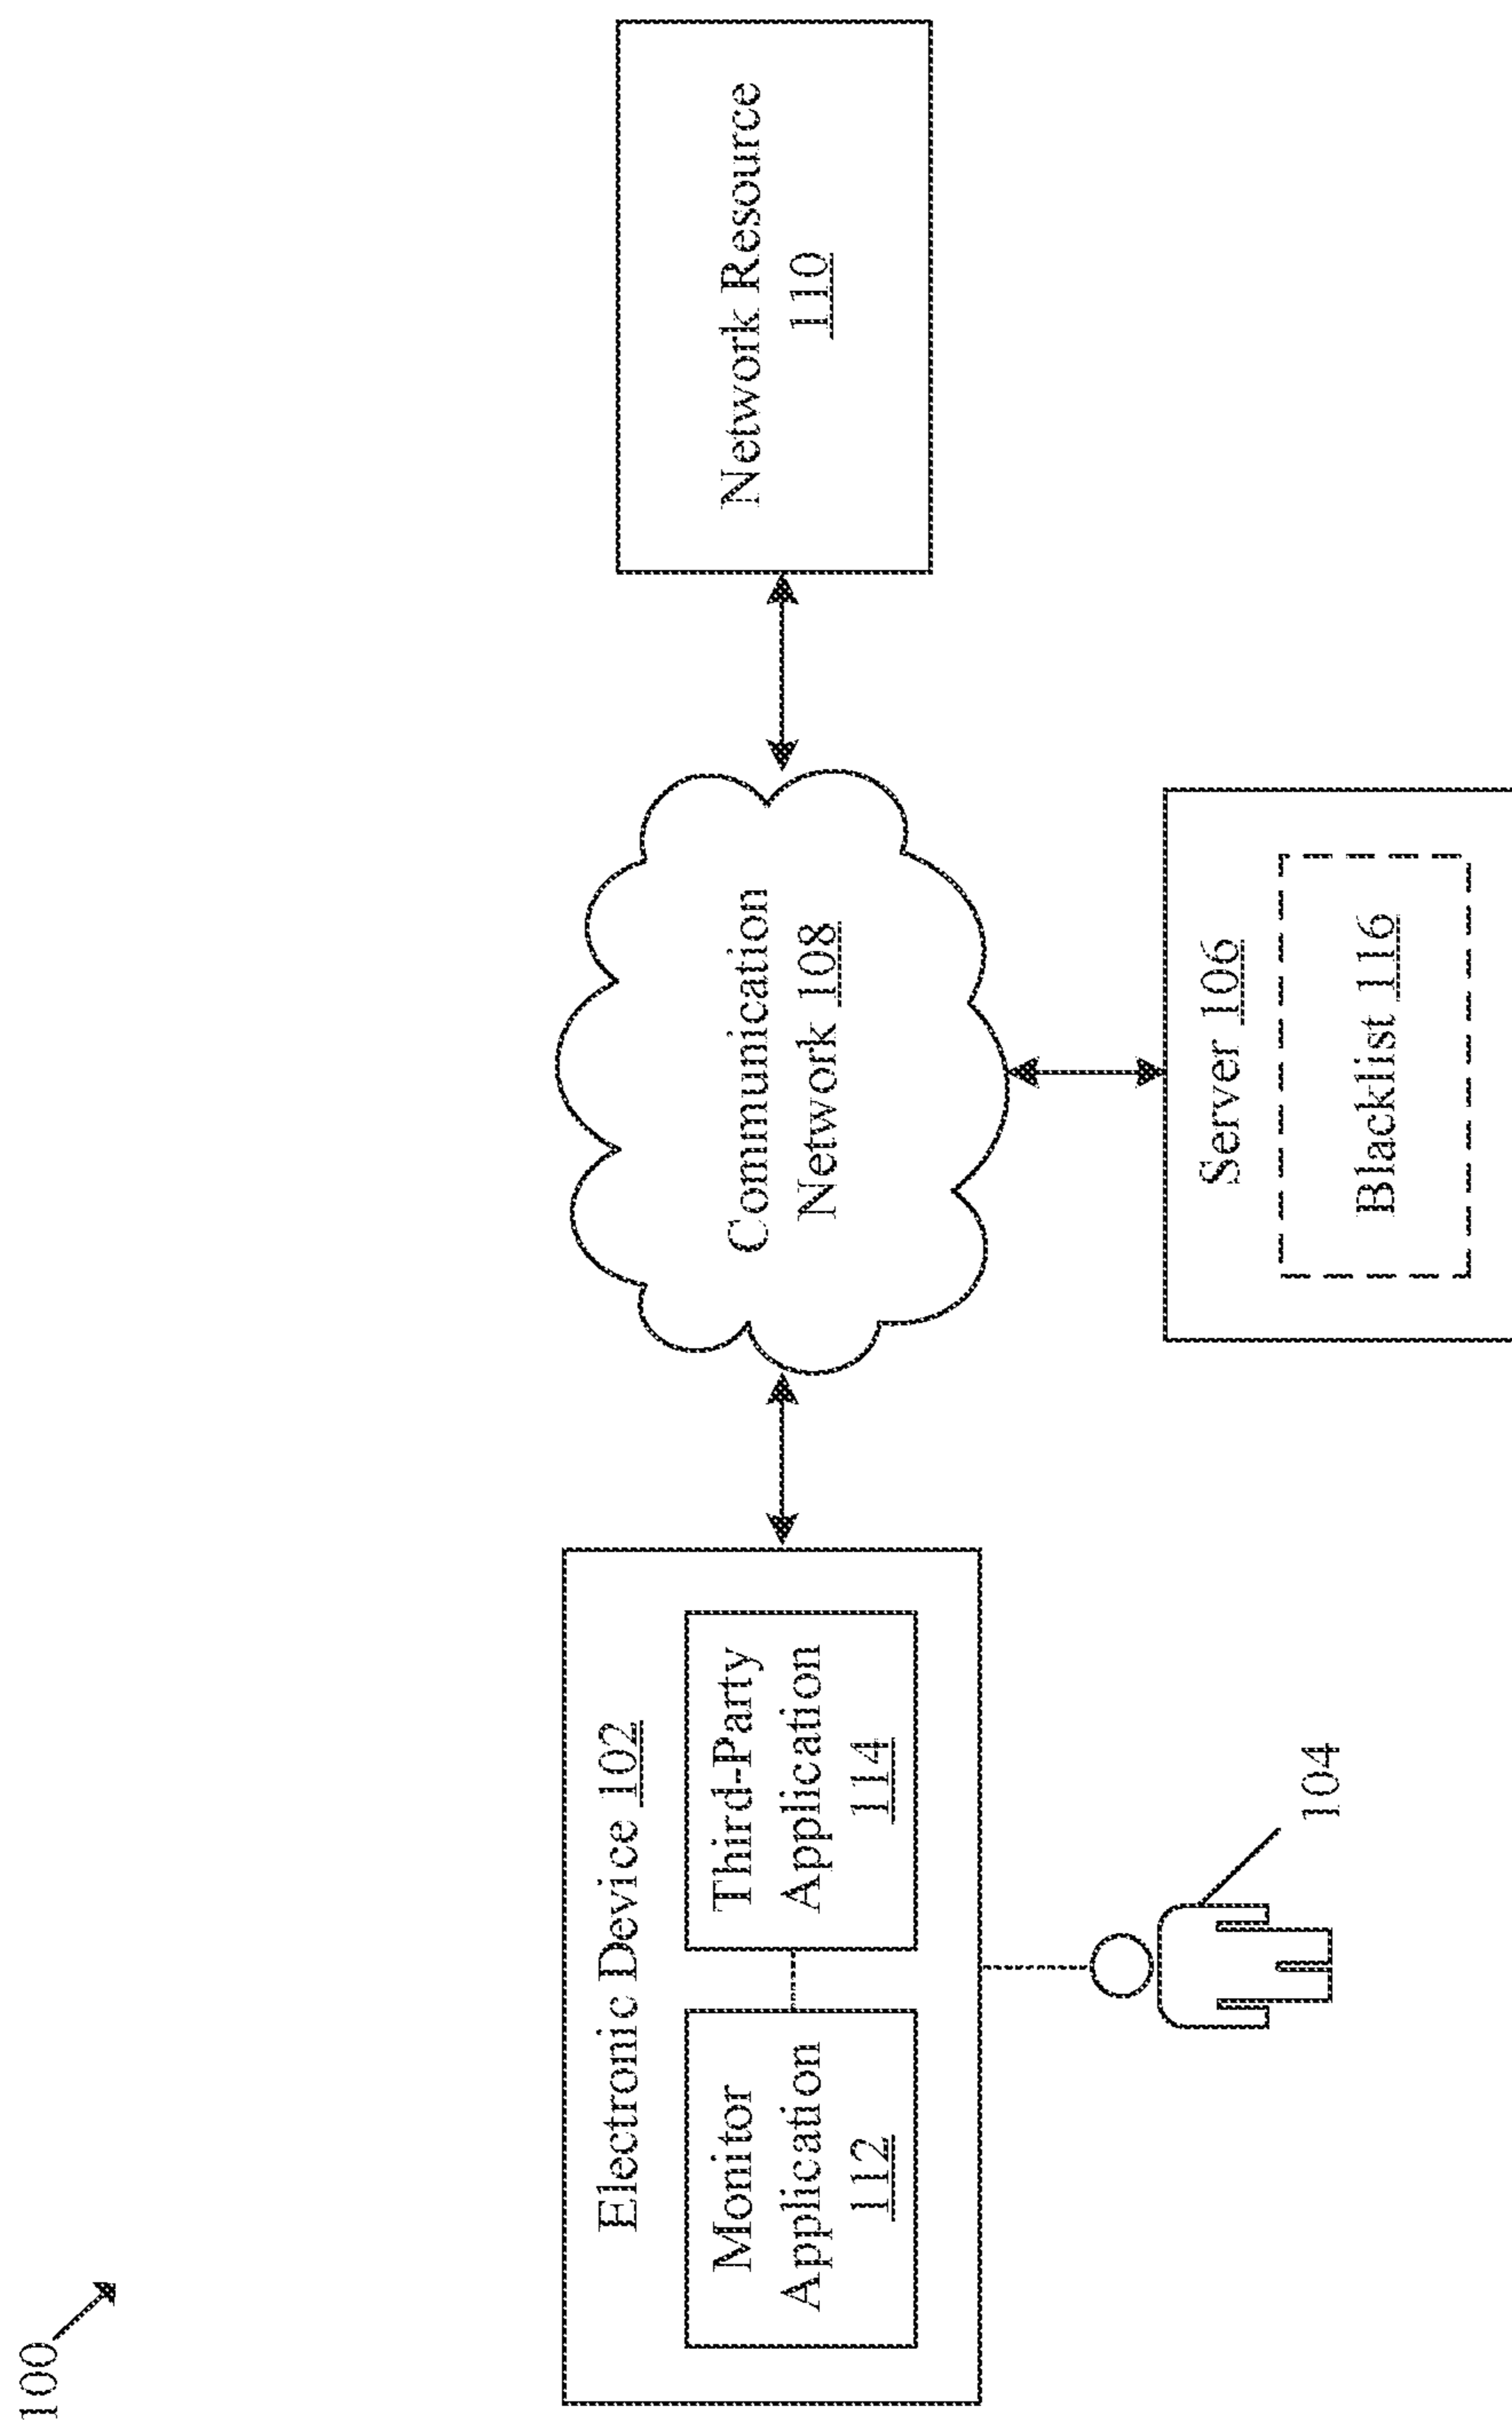 100
Electronic Device 102
Monitor
Application
112
Third-Party
Application
114
104
Communication
Network 108
Server 106
Blacklist 116
Network Resource
110